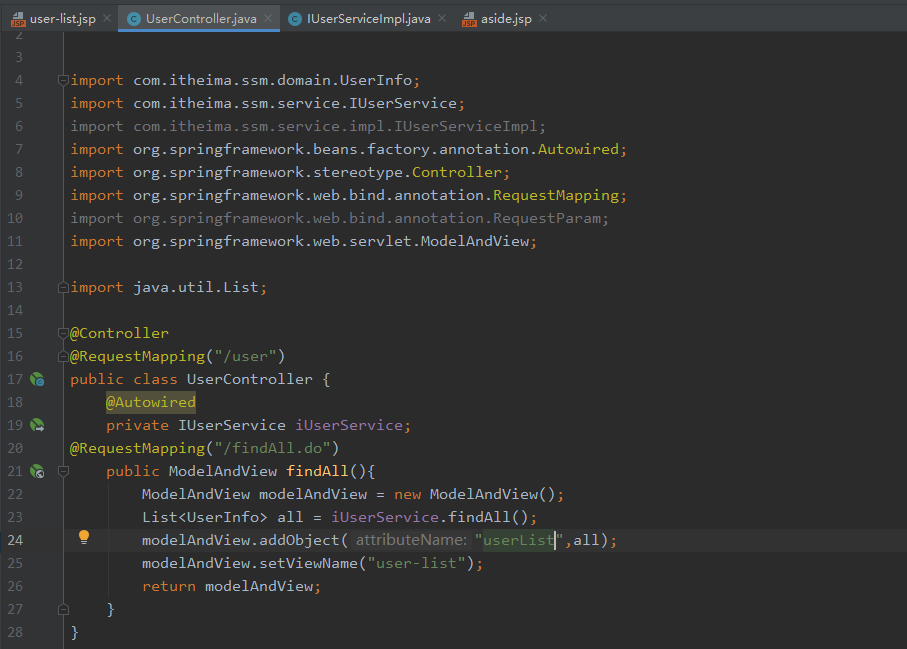 user-list.jsp UserController.java IUserServiceImpl.java aside.jsp
2
3
4 import com.itheima.ssm.domain.UserInfo;
5 import com.itheima.ssm.service.IUserService;
6 import com.itheima.ssm.service.impl.IUserServiceImpl;
7 import org.springframework.beans.factory.annotation.Autowired;
8 import org.springframework.stereotype.Controller;
9 import org.springframework.web.bind.annotation.RequestMapping;
10 import org.springframework.web.bind.annotation.RequestParam;
11 import org.springframework.web.servlet.ModelAndView;
12
13 import java.util.List;
14
15 @Controller
16 @RequestMapping("/user")
17 public class UserController {
18     @Autowired
19     private IUserService iUserService;
20 @RequestMapping("/findAll.do")
21     public ModelAndView findAll(){
22         ModelAndView modelAndView = new ModelAndView();
23         List<UserInfo> all = iUserService.findAll();
24         modelAndView.addObject( attributeName: "userList",all);
25         modelAndView.setViewName("user-list");
26         return modelAndView;
27     }
28 }